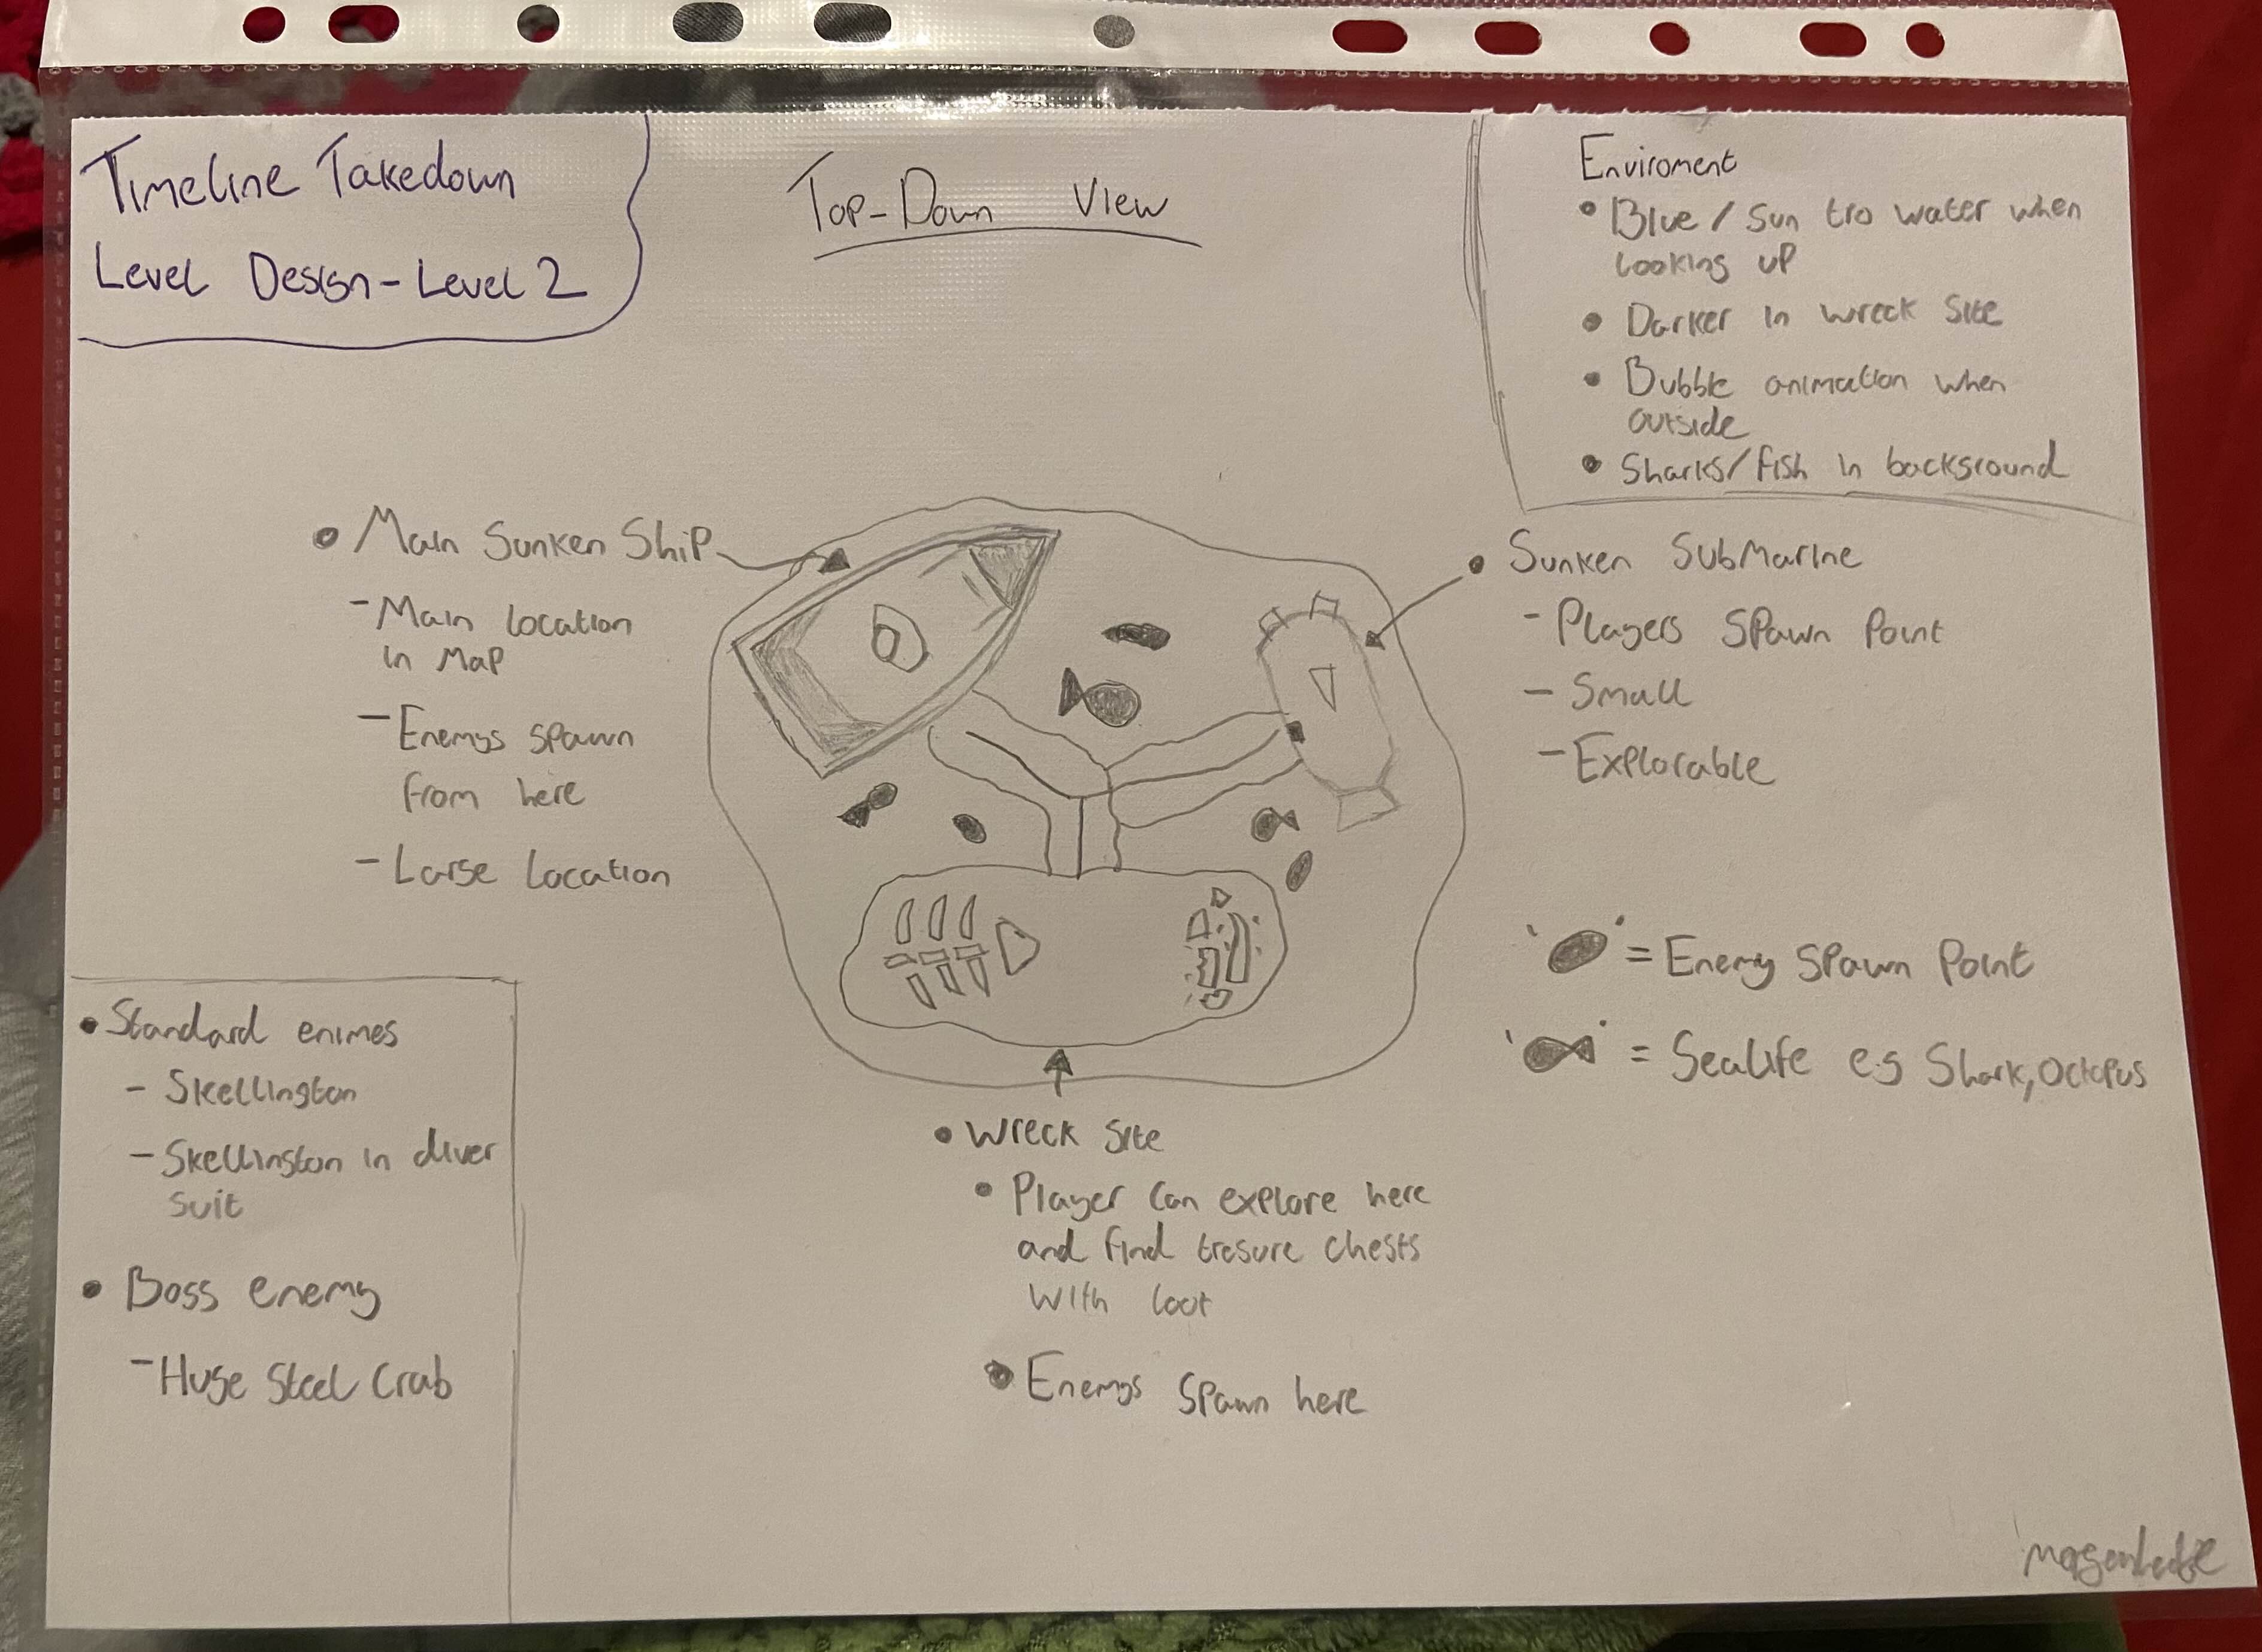 Timeline Takedown
Level Design - Level 2
Top-Down View
Enviroment
• Blue / Sun tro water when
looking up
• Darker in wreck site
• Bubble animation when
outside
• Sharks/fish in background
• Main Sunken Ship
- Main location
in Map
- Enemys spawn
from here
- Large location
• Sunken Submarine
- Players Spawn Point
- Small
- Explorable
= Enemy Spawn Point
= Sealife eg Shark, Octopus
• Standard enimes
- Skellington
- Skellington in diver
suit
• Boss enemy
- Huge Steel Crab
• Wreck site
• Player can explore here
and find tresure chests
with loot
• Enemys spawn here